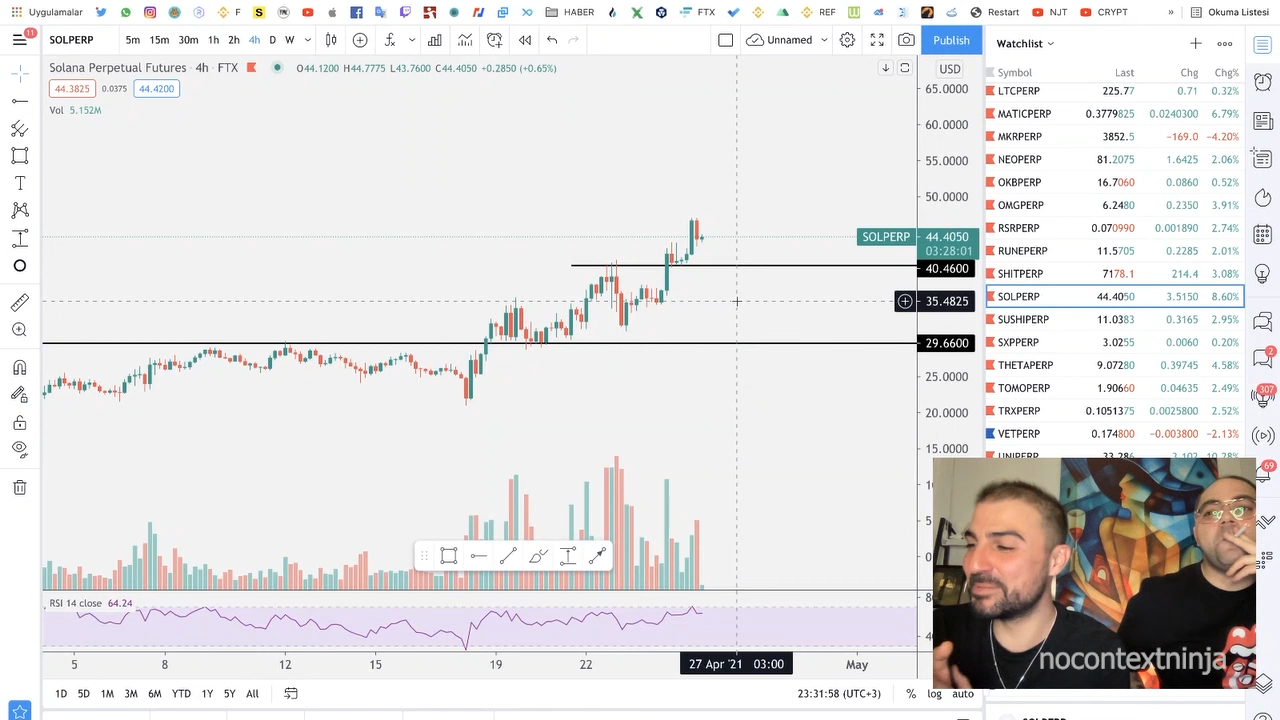 Uygulamalar F S HABER FTX REF Restart NJT CRYPT » Okuma Listesi
11 SOLPERP 5m 15m 30m 1h 2h 4h D W Unnamed Publish Watchlist
Solana Perpetual Futures · 4h · FTX O44.1200 H44.7775 L43.7600 C44.4050 +0.2850 (+0.65%) USD
44.3825 0.0375 44.4200
Vol 5.152M
65.0000
60.0000
55.0000
50.0000
SOLPERP 44.4050
03:28:01
40.4600
35.4825
29.6600
25.0000
20.0000
15.0000
RSI 14 close 64.24
5 8 12 15 19 22 27 Apr '21 03:00 May
1D 5D 1M 3M 6M YTD 1Y 5Y All 23:31:58 (UTC+3) % log auto
Symbol Last Chg Chg%
LTCPERP 225.77 0.71 0.32%
MATICPERP 0.3779825 0.0240300 6.79%
MKRPERP 3852.5 −169.0 −4.20%
NEOPERP 81.2075 1.6425 2.06%
OKBPERP 16.7060 0.0860 0.52%
OMGPERP 6.2480 0.2350 3.91%
RSRPERP 0.070990 0.001890 2.74%
RUNEPERP 11.5705 0.2285 2.01%
SHITPERP 7178.1 214.4 3.08%
SOLPERP 44.4050 3.5150 8.60%
SUSHIPERP 11.0383 0.3165 2.95%
SXPPERP 3.0255 0.0060 0.20%
THETAPERP 9.07280 0.39745 4.58%
TOMOPERP 1.90660 0.04635 2.49%
TRXPERP 0.1051375 0.0025800 2.52%
VETPERP 0.174800 −0.003800 −2.13%
2
307
69
nocontextninja